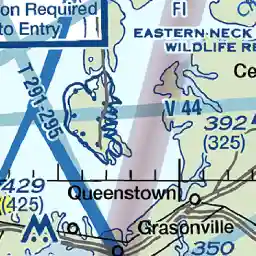 on Required
to Entry
FI
EASTERN NECK
WILDLIFE RE
Ce
T 291-295
V 44
392
(325)
429
(425)
Queenstown
Grasonville
350